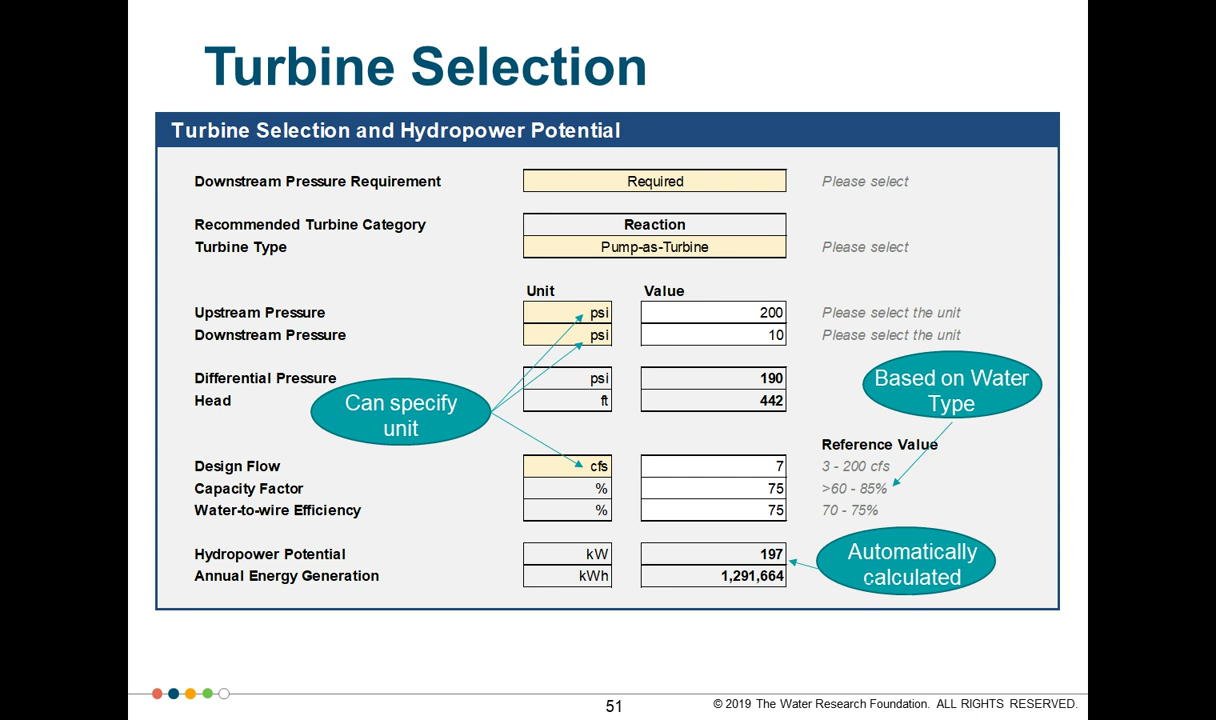 Turbine Selection
Turbine Selection and Hydropower Potential
Downstream Pressure Requirement Required Please select
Recommended Turbine Category Reaction
Turbine Type Pump-as-Turbine Please select
Unit Value
Upstream Pressure psi 200 Please select the unit
Downstream Pressure psi 10 Please select the unit
Differential Pressure psi 190
Head ft 442
Can specify
unit
Based on Water
Type
Reference Value
Design Flow cfs 7 3 - 200 cfs
Capacity Factor % 75 >60 - 85%
Water-to-wire Efficiency % 75 70 - 75%
Hydropower Potential kW 197
Annual Energy Generation kWh 1,291,664
Automatically
calculated
51
© 2019 The Water Research Foundation. ALL RIGHTS RESERVED.